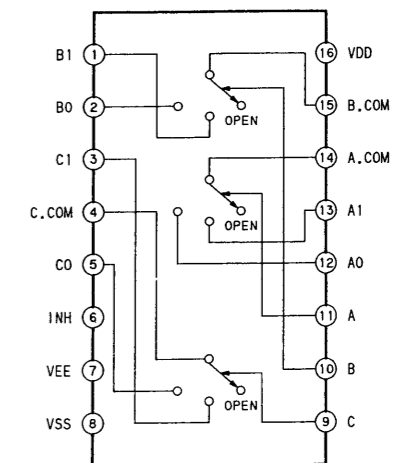 B1 1
B0 2
C1 3
C.COM 4
C0 5
INH 6
VEE 7
VSS 8
16 VDD
15 B.COM
14 A.COM
13 A1
12 A0
11 A
10 B
9 C
OPEN
OPEN
OPEN